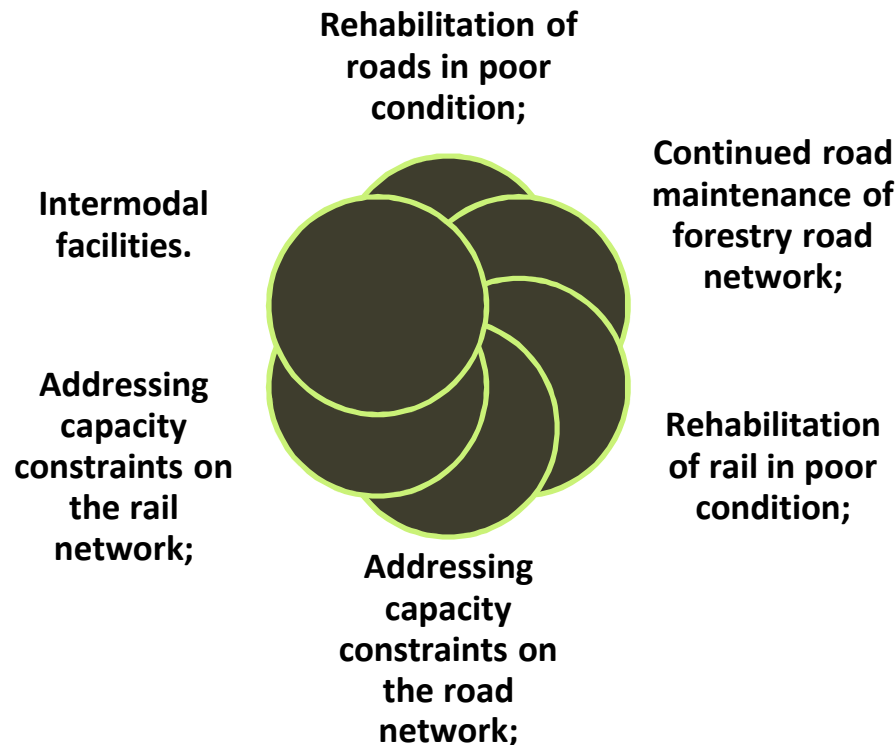 Rehabilitation of
roads in poor
condition;
Continued road
maintenance of
forestry road
network;
Rehabilitation
of rail in poor
condition;
Addressing
capacity
constraints on
the road
network;
Addressing
capacity
constraints on
the rail
network;
Intermodal
facilities.